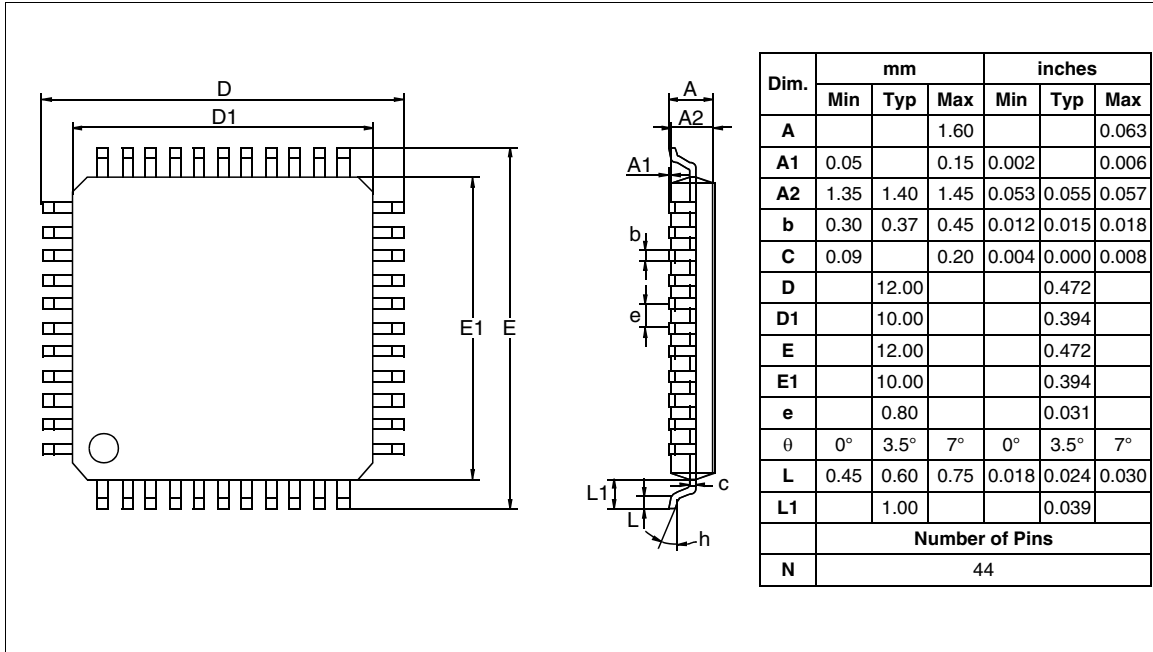 D
D1
E1
E
A
A2
A1
b
e
L1
L
c
h
Dim. mm inches
Min Typ Max Min Typ Max
A 1.60 0.063
A1 0.05 0.15 0.002 0.006
A2 1.35 1.40 1.45 0.053 0.055 0.057
b 0.30 0.37 0.45 0.012 0.015 0.018
C 0.09 0.20 0.004 0.000 0.008
D 12.00 0.472
D1 10.00 0.394
E 12.00 0.472
E1 10.00 0.394
e 0.80 0.031
θ 0° 3.5° 7° 0° 3.5° 7°
L 0.45 0.60 0.75 0.018 0.024 0.030
L1 1.00 0.039
Number of Pins
N 44